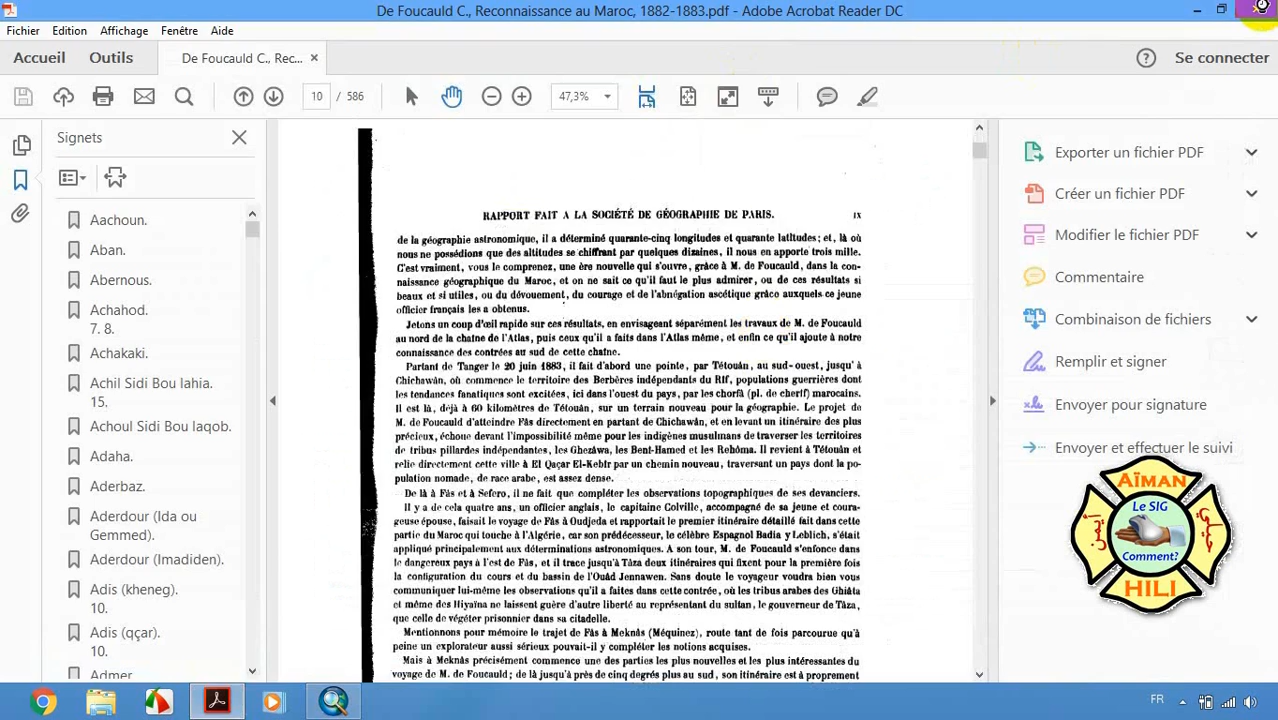 De Foucauld C., Reconnaissance au Maroc, 1882-1883.pdf - Adobe Acrobat Reader DC
Fichier Edition Affichage Fenêtre Aide
Accueil Outils De Foucauld C., Rec... Se connecter
10 / 586 47,3%
Signets
Aachoun.
Aban.
Abernous.
Achahod.
7. 8.
Achakaki.
Achil Sidi Bou Iahia.
15.
Achoul Sidi Bou Iaqob.
Adaha.
Aderbaz.
Aderdour (Ida ou
Gemmed).
Aderdour (Imadiden).
Adis (kheneg).
10.
Adis (qçar).
10.
Admer
RAPPORT FAIT A LA SOCIÉTÉ DE GÉOGRAPHIE DE PARIS. IX
de la géographie astronomique, il a déterminé quarante-cinq longitudes et quarante latitudes; et, là où
nous ne possédions que des altitudes se chiffrant par quelques dizaines, il nous en apporte trois mille.
C'est vraiment, vous le comprenez, une ère nouvelle qui s'ouvre, grâce à M. de Foucauld, dans la con-
naissance géographique du Maroc, et on ne sait ce qu'il faut le plus admirer, ou de ces résultats si
beaux et si utiles, ou du dévouement, du courage et de l'abnégation ascétique grâce auxquels ce jeune
officier français les a obtenus.
Jetons un coup d'œil rapide sur ces résultats, en envisageant séparément les travaux de M. de Foucauld
au nord de la chaîne de l'Atlas, puis ceux qu'il a faits dans l'Atlas même, et enfin ce qu'il ajoute à notre
connaissance des contrées au sud de cette chaîne.
Partant de Tanger le 20 juin 1883, il fait d'abord une pointe, par Tétouân, au sud-ouest, jusqu'à
Chichawân, où commence le territoire des Berbères indépendants du Rîf, populations guerrières dont
les tendances fanatiques sont excitées, ici dans l'ouest du pays, par les chorfâ (pl. de cherîf) marocains.
Il est là, déjà à 60 kilomètres de Tétouân, sur un terrain nouveau pour la géographie. Le projet de
M. de Foucauld d'atteindre Fâs directement en partant de Chichawân, et en levant un itinéraire des plus
précieux, échoue devant l'impossibilité même pour les indigènes musulmans de traverser les territoires
de tribus pillardes indépendantes, les Ghezâwa, les Benî-Hamed et les Rehôma. Il revient à Tétouân et
relie directement cette ville à El Qaçar El-Kebîr par un chemin nouveau, traversant un pays dont la po-
pulation nomade, de race arabe, est assez dense.
De là à Fâs et à Sefero, il ne fait que compléter les observations topographiques de ses devanciers.
Il y a de cela quatre ans, un officier anglais, le capitaine Colville, accompagné de sa jeune et coura-
geuse épouse, faisait le voyage de Fâs à Oudjeda et rapportait le premier itinéraire détaillé fait dans cette
partie du Maroc qui touche à l'Algérie, car son prédécesseur, le célèbre Espagnol Badia y Leblich, s'était
appliqué principalement aux déterminations astronomiques. A son tour, M. de Foucauld s'enfonce dans
le dangereux pays à l'est de Fâs, et il trace jusqu'à Tâza deux itinéraires qui fixent pour la première fois
la configuration du cours et du bassin de l'Ouâd Jennawen. Sans doute le voyageur voudra bien vous
communiquer lui-même les observations qu'il a faites dans cette contrée, où les tribus arabes des Ghiâta
et même des Hiyaïna ne laissent guère d'autre liberté au représentant du sultan, le gouverneur de Tâza,
que celle de végéter prisonnier dans sa citadelle.
Mentionnons pour mémoire le trajet de Fâs à Meknâs (Méquinez), route tant de fois parcourue qu'à
peine un explorateur aussi sérieux pouvait-il y compléter les notions acquises.
Mais à Meknâs précisément commence une des parties les plus nouvelles et les plus intéressantes du
voyage de M. de Foucauld; de là jusqu'à près de cinq degrés plus au sud, son itinéraire est à proprement
Exporter un fichier PDF
Créer un fichier PDF
Modifier le fichier PDF
Commentaire
Combinaison de fichiers
Remplir et signer
Envoyer pour signature
Envoyer et effectuer le suivi
AÏMAN
Le SIG
Comment?
HILI
FR